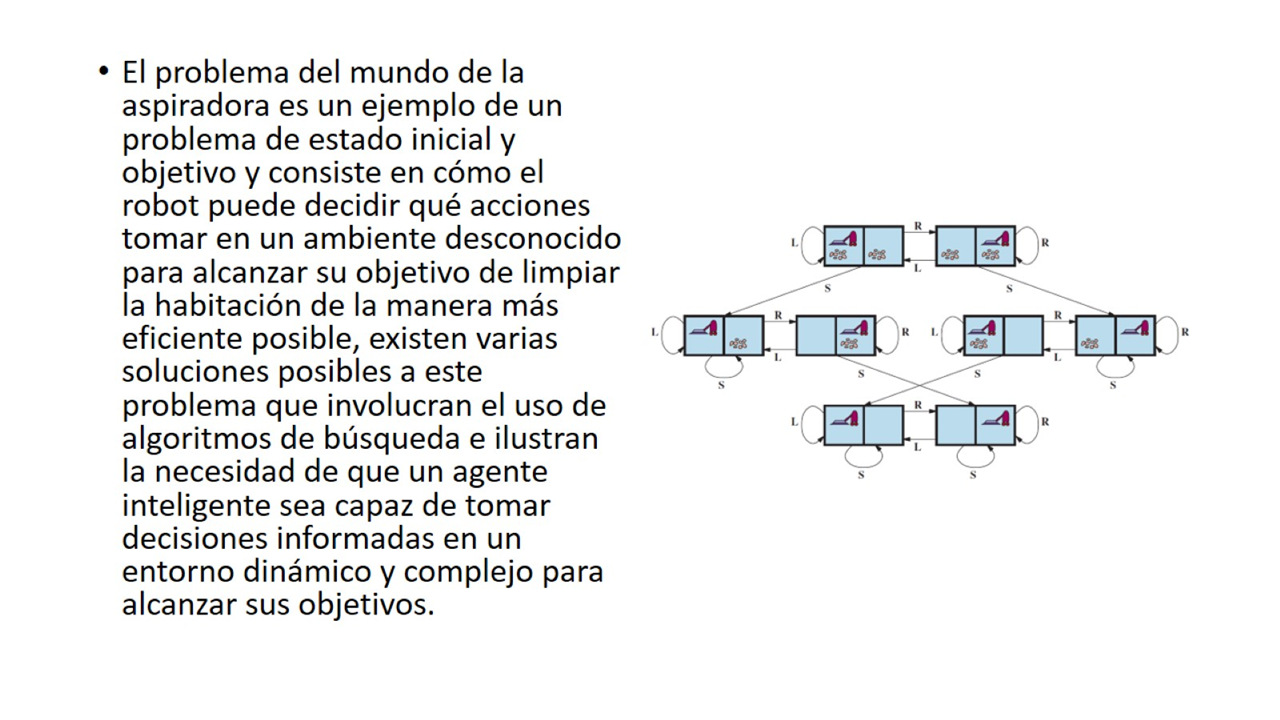 • El problema del mundo de la
aspiradora es un ejemplo de un
problema de estado inicial y
objetivo y consiste en cómo el
robot puede decidir qué acciones
tomar en un ambiente desconocido
para alcanzar su objetivo de limpiar
la habitación de la manera más
eficiente posible, existen varias
soluciones posibles a este
problema que involucran el uso de
algoritmos de búsqueda e ilustran
la necesidad de que un agente
inteligente sea capaz de tomar
decisiones informadas en un
entorno dinámico y complejo para
alcanzar sus objetivos.
R
L R
L
S S
R R
L R L R
L L
S S S S
R
L R
L
S S